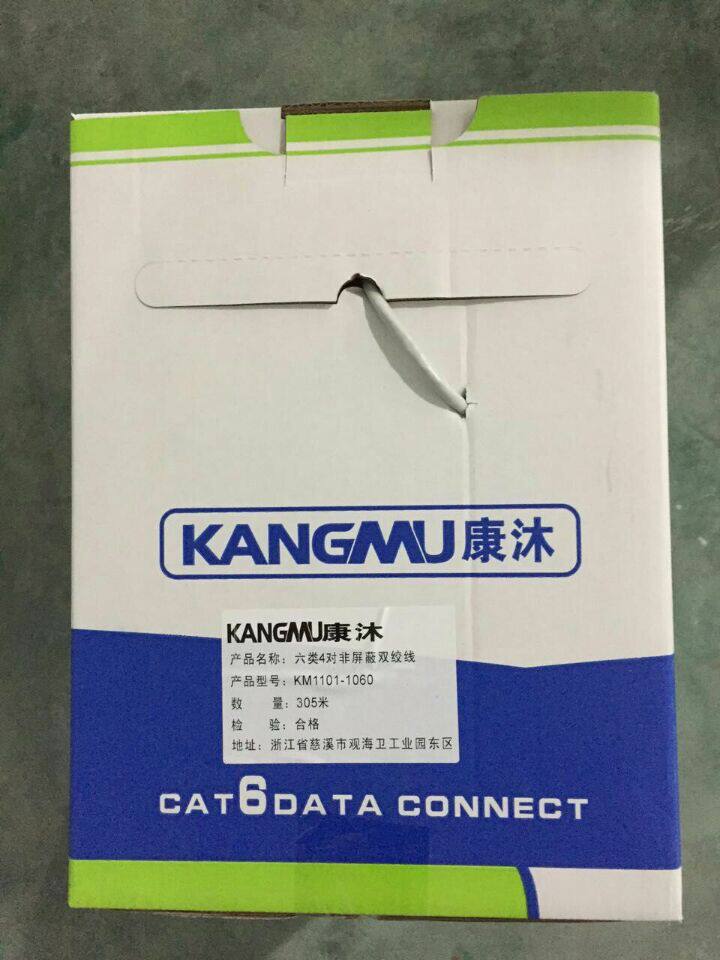 KANGMU康沐
KANGMU康沐
产品名称：六类4对非屏蔽双绞线
产品型号：KM1101-1060
数 量：305米
检 验：合格
地址：浙江省慈溪市观海卫工业园东区
CAT6DATA CONNECT